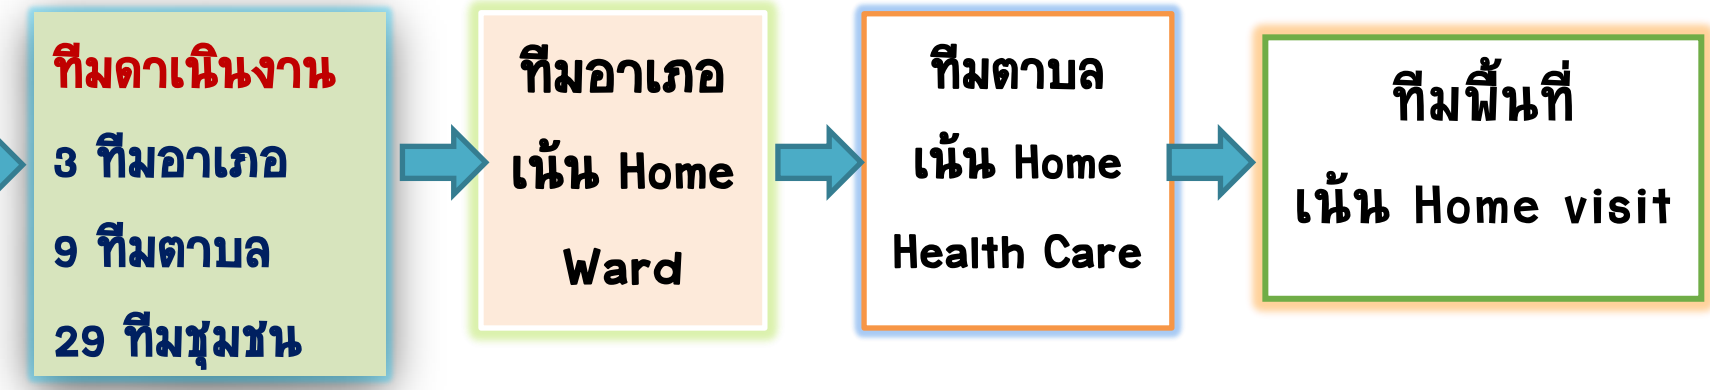 ทีมดาเนินงาน
3 ทีมอาเภอ
9 ทีมตาบล
29 ทีมชุมชน
ทีมอาเภอ
เน้น Home
Ward
ทีมตาบล
เน้น Home
Health Care
ทีมพื้นที่
เน้น Home visit